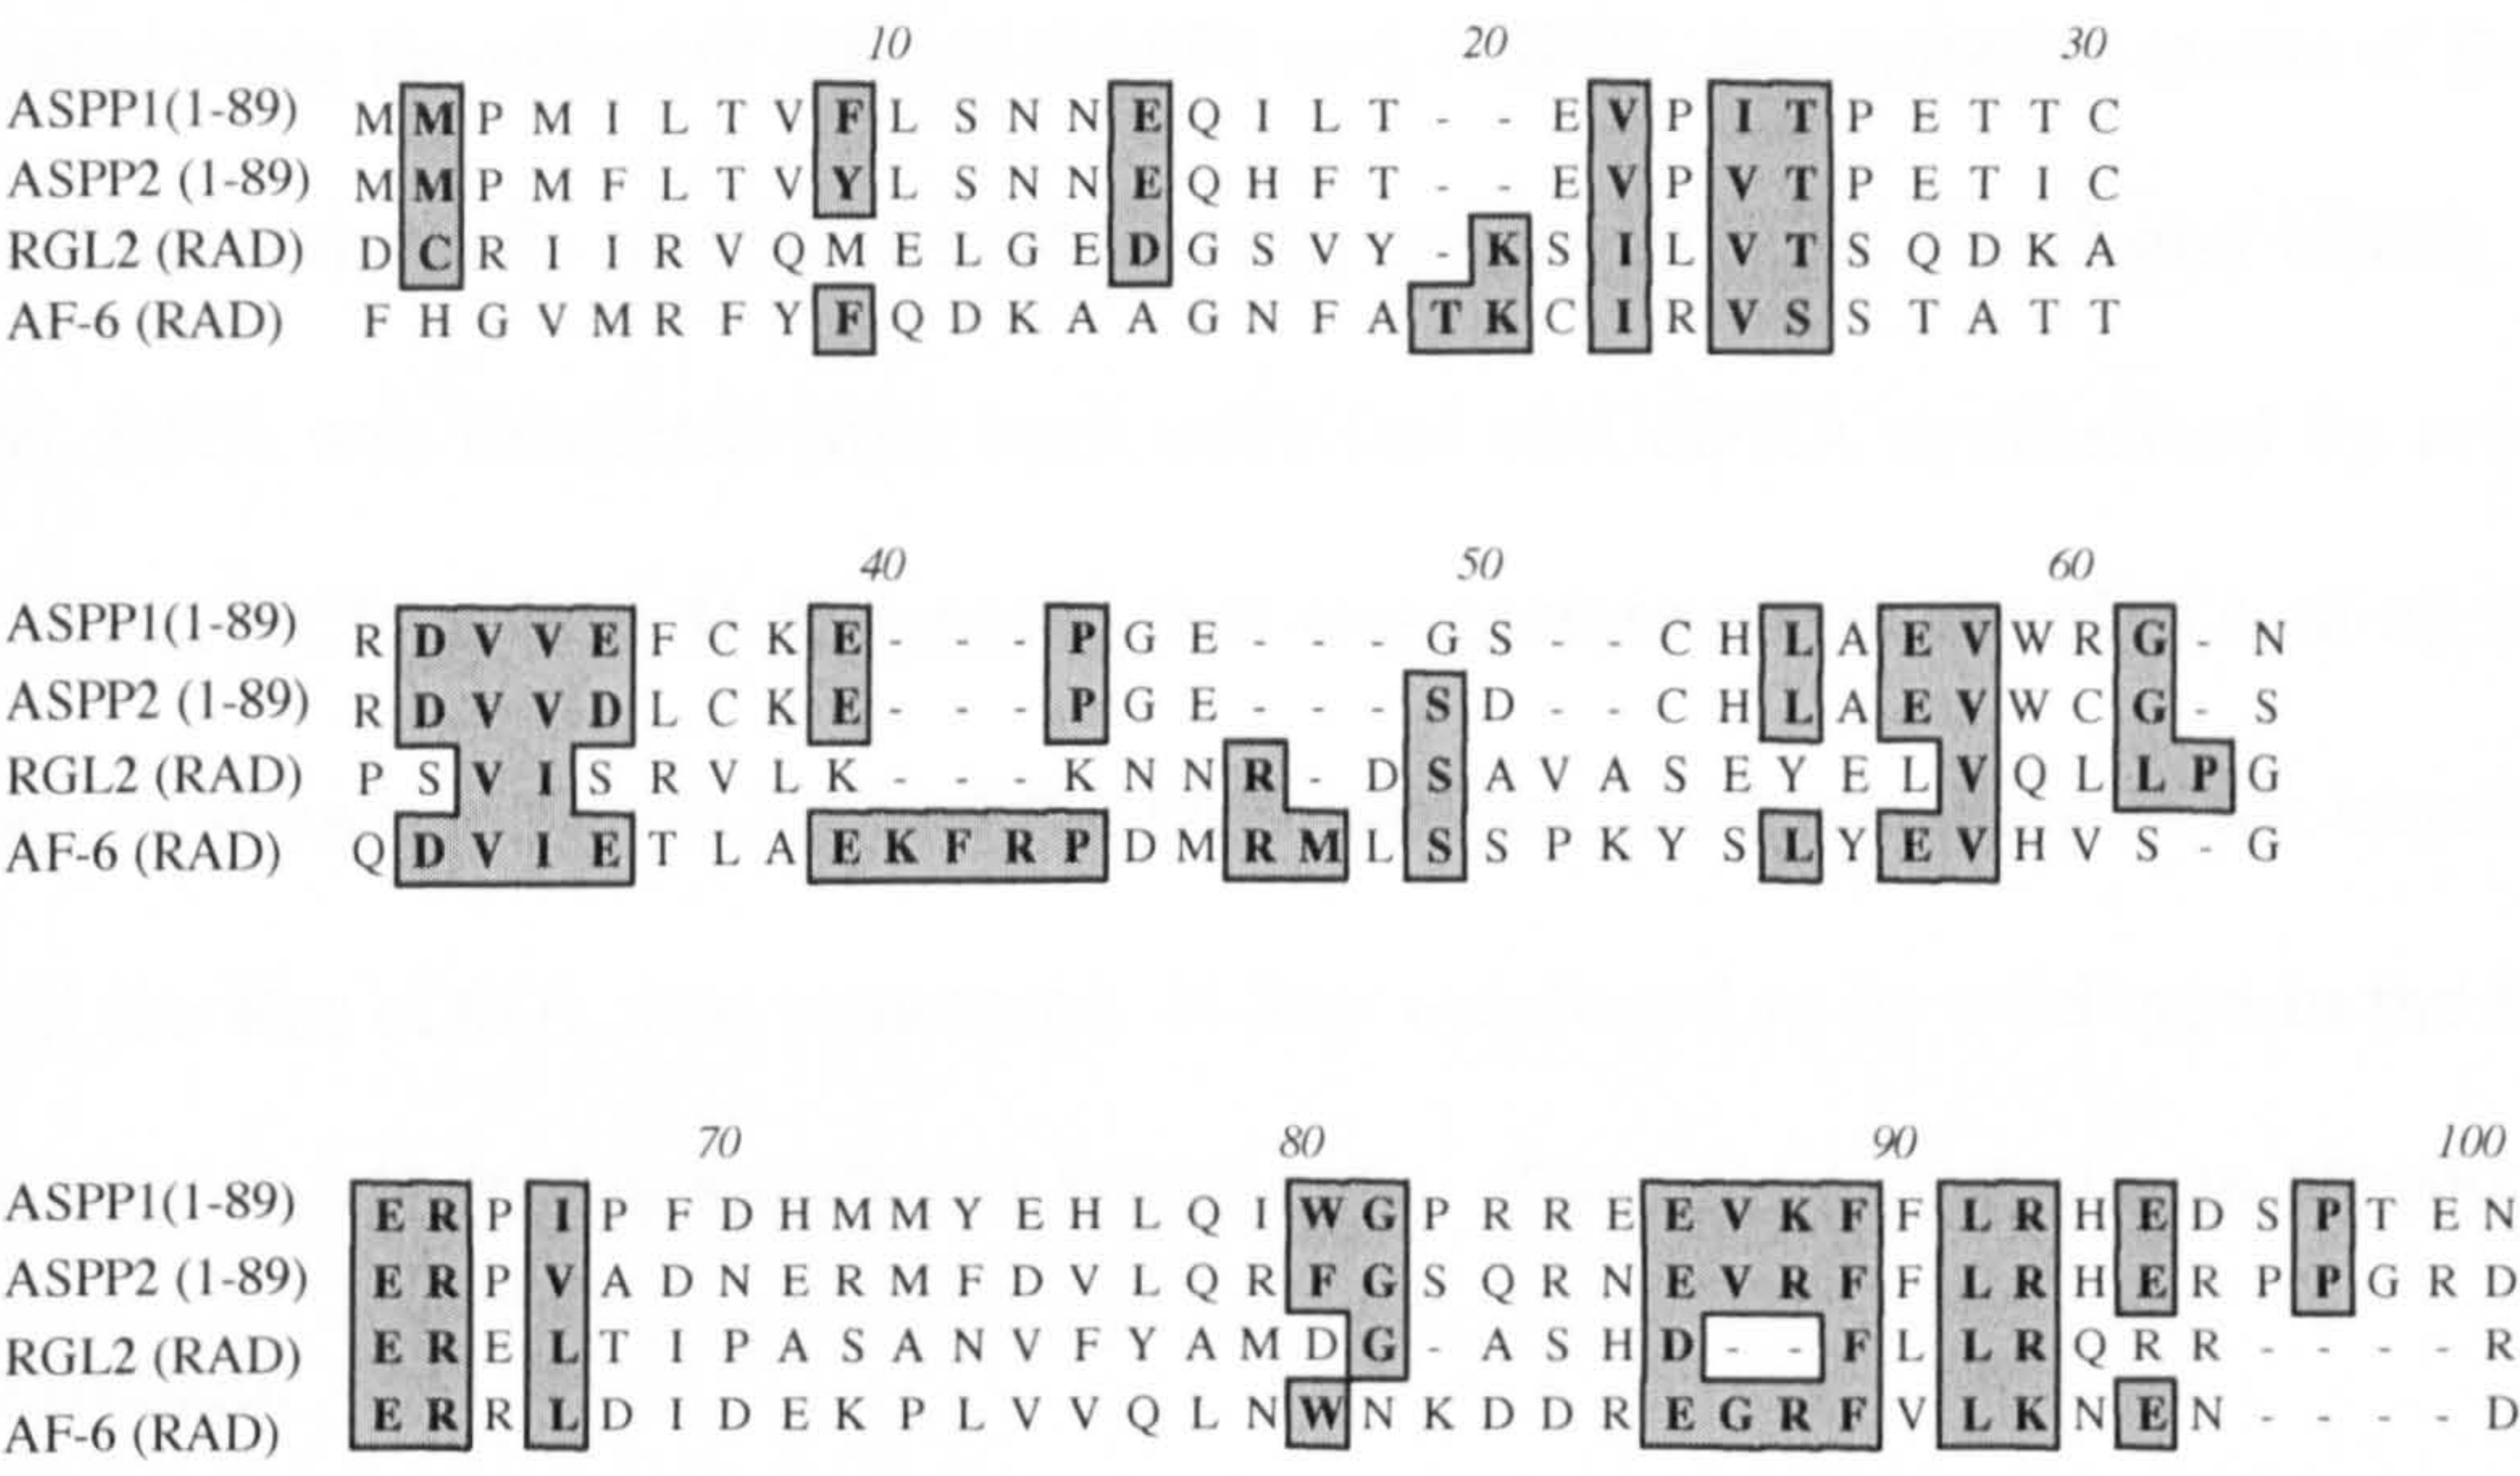 10 20 30
ASPP1(1-89) M M P M I L T V F L S N N E Q I L T - - E V P I T P E T T C
ASPP2 (1-89) M M P M F L T V Y L S N N E Q H F T - - E V P V T P E T I C
RGL2 (RAD) D C R I I R V Q M E L G E D G S V Y - K S I L V T S Q D K A
AF-6 (RAD) F H G V M R F Y F Q D K A A G N F A T K C I R V S S T A T T
40 50 60
ASPP1(1-89) R D V V E F C K E - - - P G E - - - G S - - C H L A E V W R G - N
ASPP2 (1-89) R D V V D L C K E - - - P G E - - - S D - - C H L A E V W C G - S
RGL2 (RAD) P S V I S R V L K - - - K N N R - D S A V A S E Y E L V Q L L P G
AF-6 (RAD) Q D V I E T L A E K F R P D M R M L S S P K Y S L Y E V H V S - G
70 80 90 100
ASPP1(1-89) E R P I P F D H M M Y E H L Q I W G P R R E E V K F F L R H E D S P T E N
ASPP2 (1-89) E R P V A D N E R M F D V L Q R F G S Q R N E V R F F L R H E R P P G R D
RGL2 (RAD) E R E L T I P A S A N V F Y A M D G - A S H D - - F L L R Q R R - - - - R
AF-6 (RAD) E R R L D I D E K P L V V Q L N W N K D D R E G R F V L K N E N - - - - D